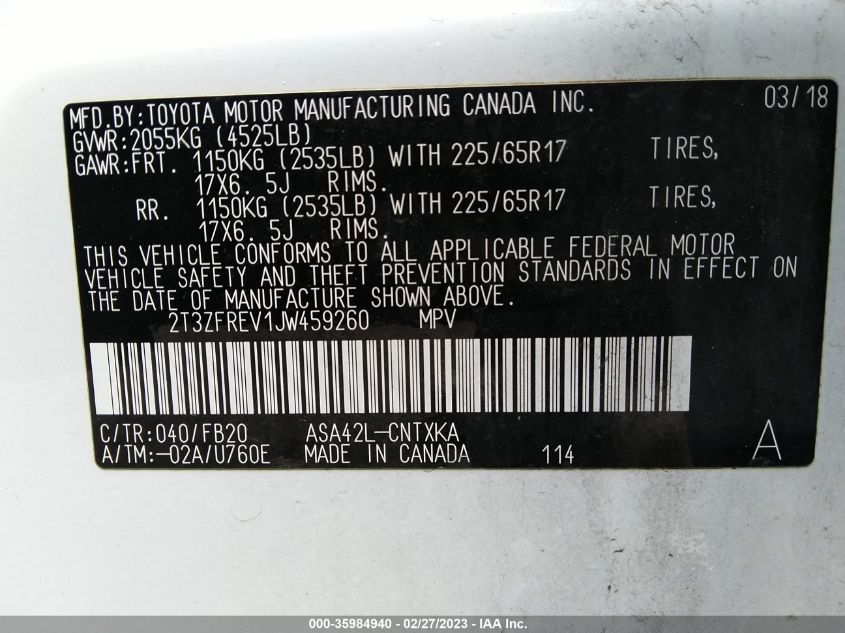 MFD.BY:TOYOTA MOTOR MANUFACTURING CANADA INC. 03/18
GVWR:2055KG (4525LB)
GAWR:FRT. 1150KG (2535LB) WITH 225/65R17 TIRES,
17X6. 5J RIMS.
RR. 1150KG (2535LB) WITH 225/65R17 TIRES,
17X6. 5J RIMS.
THIS VEHICLE CONFORMS TO ALL APPLICABLE FEDERAL MOTOR
VEHICLE SAFETY AND THEFT PREVENTION STANDARDS IN EFFECT ON
THE DATE OF MANUFACTURE SHOWN ABOVE.
2T3ZFREV1JW459260 MPV
C/TR:040/FB20 ASA42L-CNTXKA
A/TM:-02A/U760E MADE IN CANADA 114 A
000-35984940 - 02/27/2023 - IAA Inc.